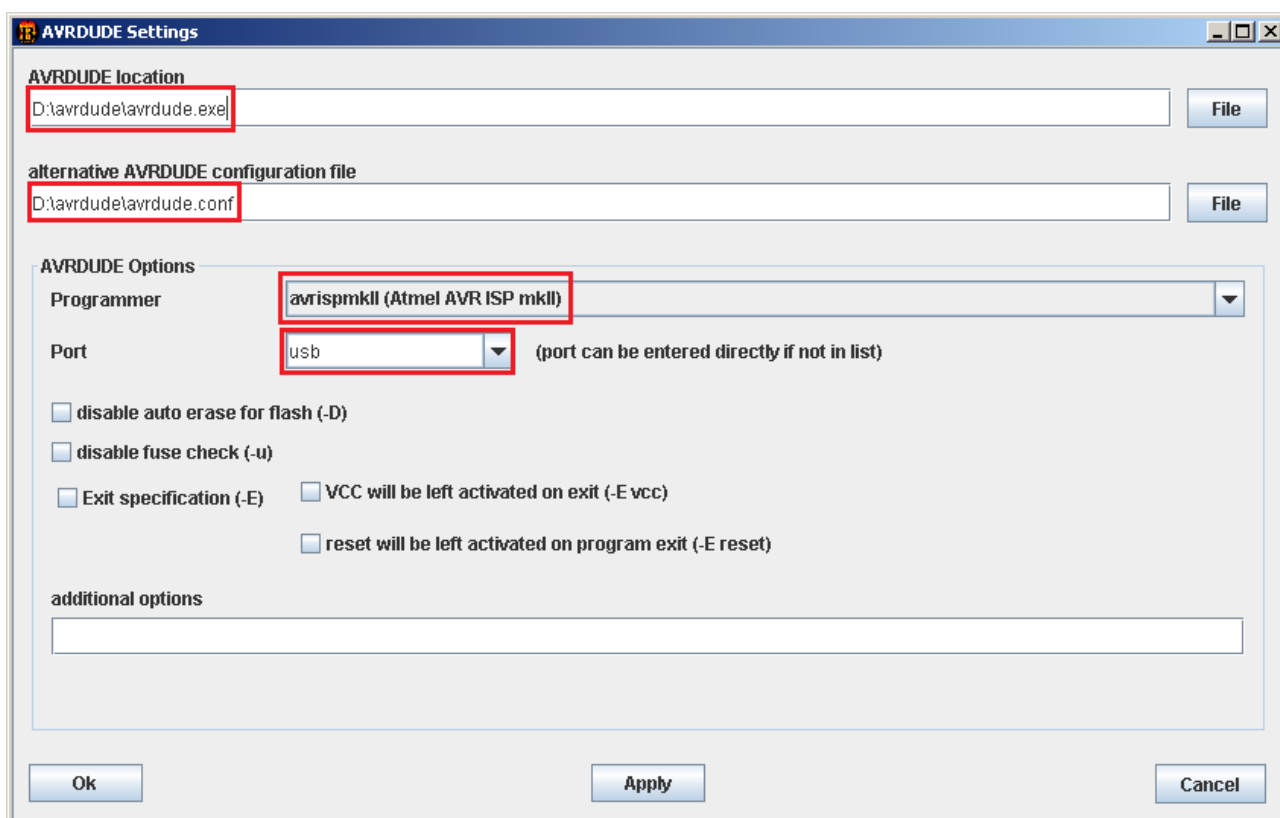 AVRDUDE Settings
AVRDUDE location
D:\avrdude\avrdude.exe
File
alternative AVRDUDE configuration file
D:\avrdude\avrdude.conf
File
AVRDUDE Options
Programmer
avrispmkII (Atmel AVR ISP mkII)
Port
usb
(port can be entered directly if not in list)
disable auto erase for flash (-D)
disable fuse check (-u)
Exit specification (-E)
VCC will be left activated on exit (-E vcc)
reset will be left activated on program exit (-E reset)
additional options
Ok
Apply
Cancel